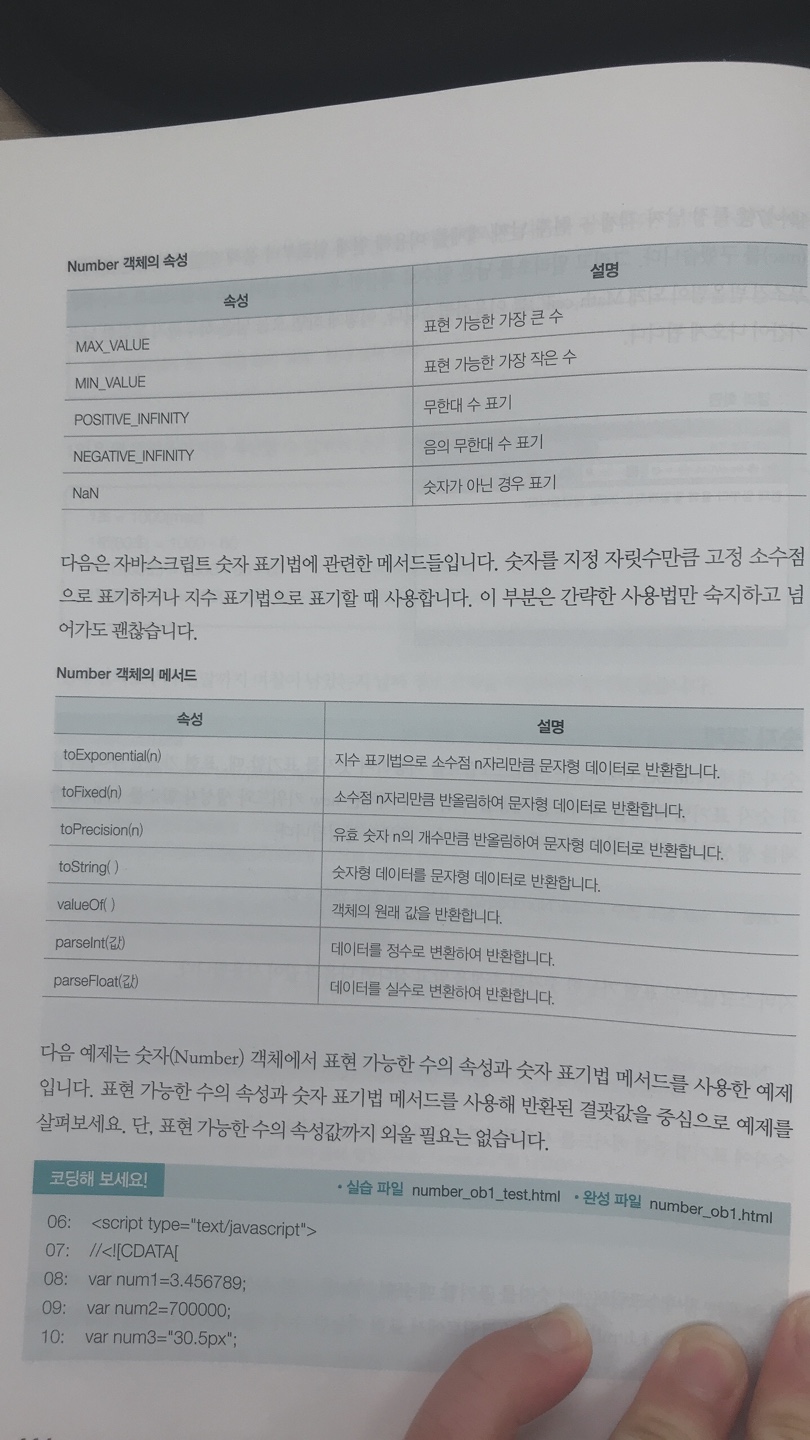 Number 객체의 속성
속성 설명
MAX_VALUE 표현 가능한 가장 큰 수
MIN_VALUE 표현 가능한 가장 작은 수
POSITIVE_INFINITY 무한대 수 표기
NEGATIVE_INFINITY 음의 무한대 수 표기
NaN 숫자가 아닌 경우 표기
다음은 자바스크립트 숫자 표기법에 관련한 메서드들입니다. 숫자를 지정 자릿수만큼 고정 소수점
으로 표기하거나 지수 표기법으로 표기할 때 사용합니다. 이 부분은 간략한 사용법만 숙지하고 넘
어가도 괜찮습니다.
Number 객체의 메서드
속성 설명
toExponential(n) 지수 표기법으로 소수점 n자리만큼 문자형 데이터로 반환합니다.
toFixed(n) 소수점 n자리만큼 반올림하여 문자형 데이터로 반환합니다.
toPrecision(n) 유효 숫자 n의 개수만큼 반올림하여 문자형 데이터로 반환합니다.
toString( ) 숫자형 데이터를 문자형 데이터로 반환합니다.
valueOf( ) 객체의 원래 값을 반환합니다.
parseInt(값) 데이터를 정수로 변환하여 반환합니다.
parseFloat(값) 데이터를 실수로 변환하여 반환합니다.
다음 예제는 숫자(Number) 객체에서 표현 가능한 수의 속성과 숫자 표기법 메서드를 사용한 예제
입니다. 표현 가능한 수의 속성과 숫자 표기법 메서드를 사용해 반환된 결괏값을 중심으로 예제를
살펴보세요. 단, 표현 가능한 수의 속성값까지 외울 필요는 없습니다.
코딩해 보세요! • 실습 파일 number_ob1_test.html • 완성 파일 number_ob1.html
06: <script type="text/javascript">
07: //<![CDATA[
08: var num1=3.456789;
09: var num2=700000;
10: var num3="30.5px";